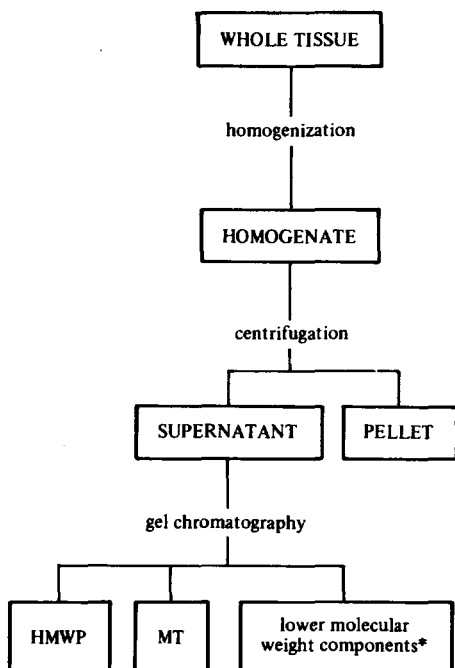 WHOLE TISSUE
homogenization
HOMOGENATE
centrifugation
SUPERNATANT
PELLET
gel chromatography
HMWP
MT
lower molecular
weight components*